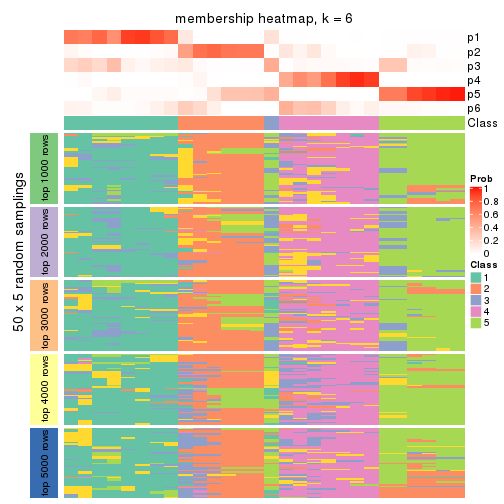 membership heatmap, k = 6
p1
p2
p3
p4
p5
p6
Class
50 x 5 random samplings
top 1000 rows
top 2000 rows
top 3000 rows
top 4000 rows
top 5000 rows
Prob
1
0.8
0.6
0.4
0.2
0
Class
1
2
3
4
5